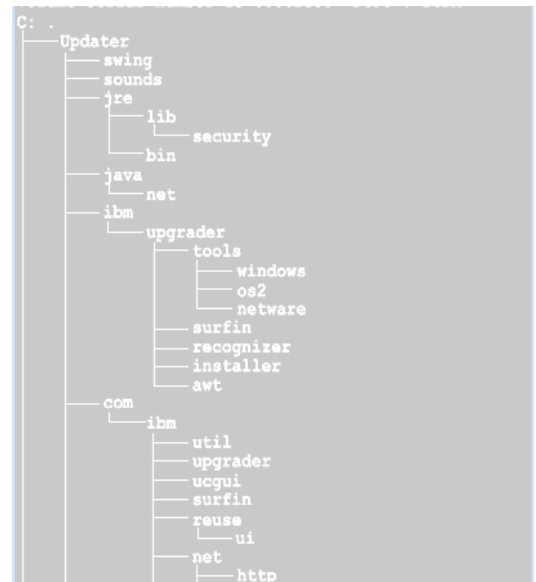 C: .
Updater
swing
sounds
jre
lib
security
bin
java
net
ibm
upgrader
tools
windows
os2
netware
surfin
recognizer
installer
awt
com
ibm
util
upgrader
ucgui
surfin
reuse
ui
net
http